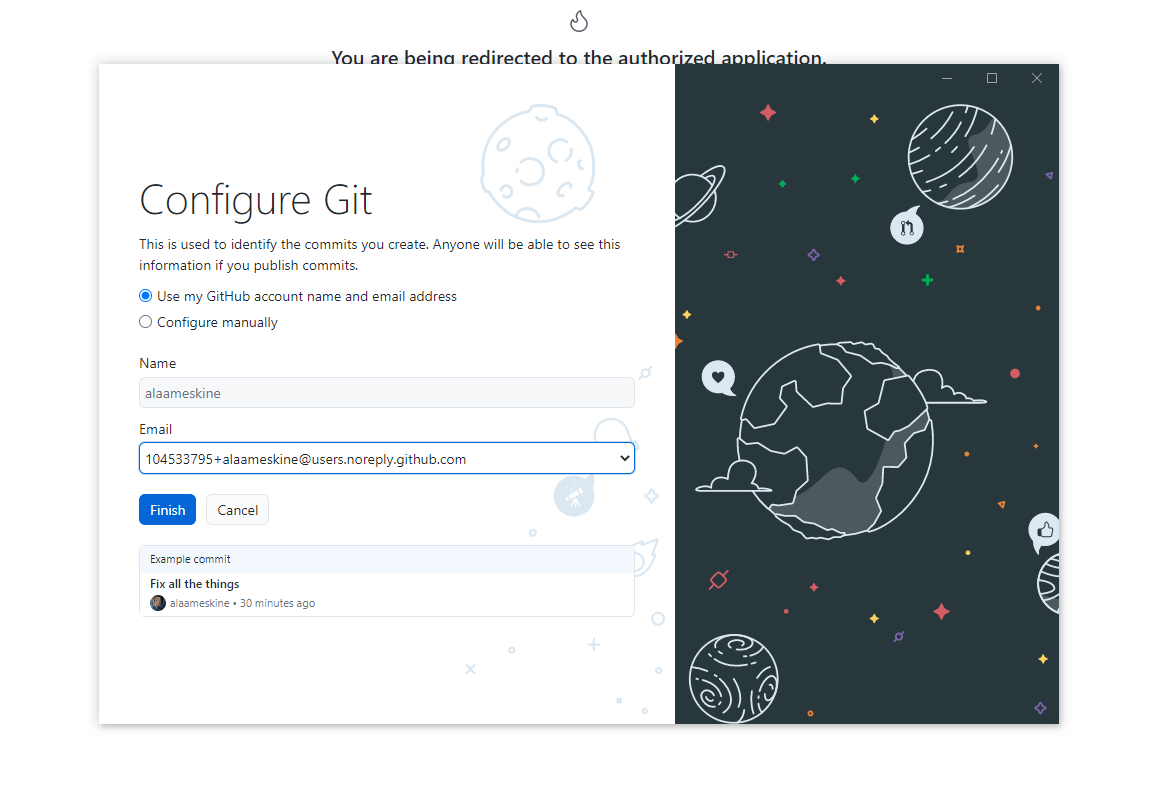 You are being redirected to the authorized application.
Configure Git
This is used to identify the commits you create. Anyone will be able to see this
information if you publish commits.
Use my GitHub account name and email address
Configure manually
Name
alaameskine
Email
104533795+alaameskine@users.noreply.github.com
Finish Cancel
Example commit
Fix all the things
alaameskine • 30 minutes ago